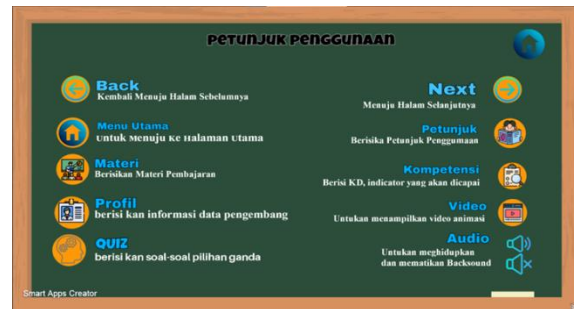 Petunjuk Penggunaan
Back
Kembali Menuju Halam Sebelumnya
Menu Utama
Untuk Menuju Ke Halaman Utama
Materi
Berisikan Materi Pembajaran
Profil
berisi kan informasi data pengembang
QUIZ
berisi kan soal-soal pilihan ganda
Next
Menuju Halam Selanjutnya
Petunjuk
Berisika Petunjuk Penggumaan
Kompetensi
Berisi KD, indicator yang akan dicapai
Video
Untukan menampilkan video animasi
Audio
Untukan meghidupkan
dan mematikan Backsound
Smart Apps Creator